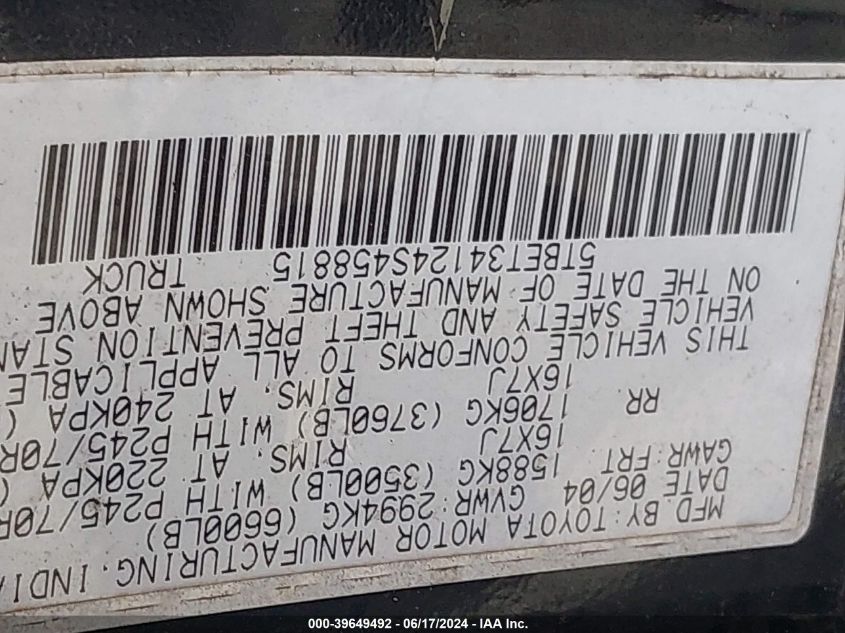 MFD.BY:TOYOTA MOTOR MANUFACTURING.
DATE 06/04 GVWR:2994KG (6600LB)
GAWR:FRT. 1588KG (3500LB) WITH P245/70R
16X7J RIMS. AT. 220KPA (
RR. 1706KG (3760LB) WITH P245/70R
16X7J RIMS. AT 240KPA (
THIS VEHICLE CONFORMS TO ALL APPLICABLE
VEHICLE SAFETY AND THEFT PREVENTION STAN
ON THE DATE OF MANUFACTURE SHOWN ABOVE
5TBET34124S458815 TRUCK
000-39649492 - 06/17/2024 - IAA Inc.